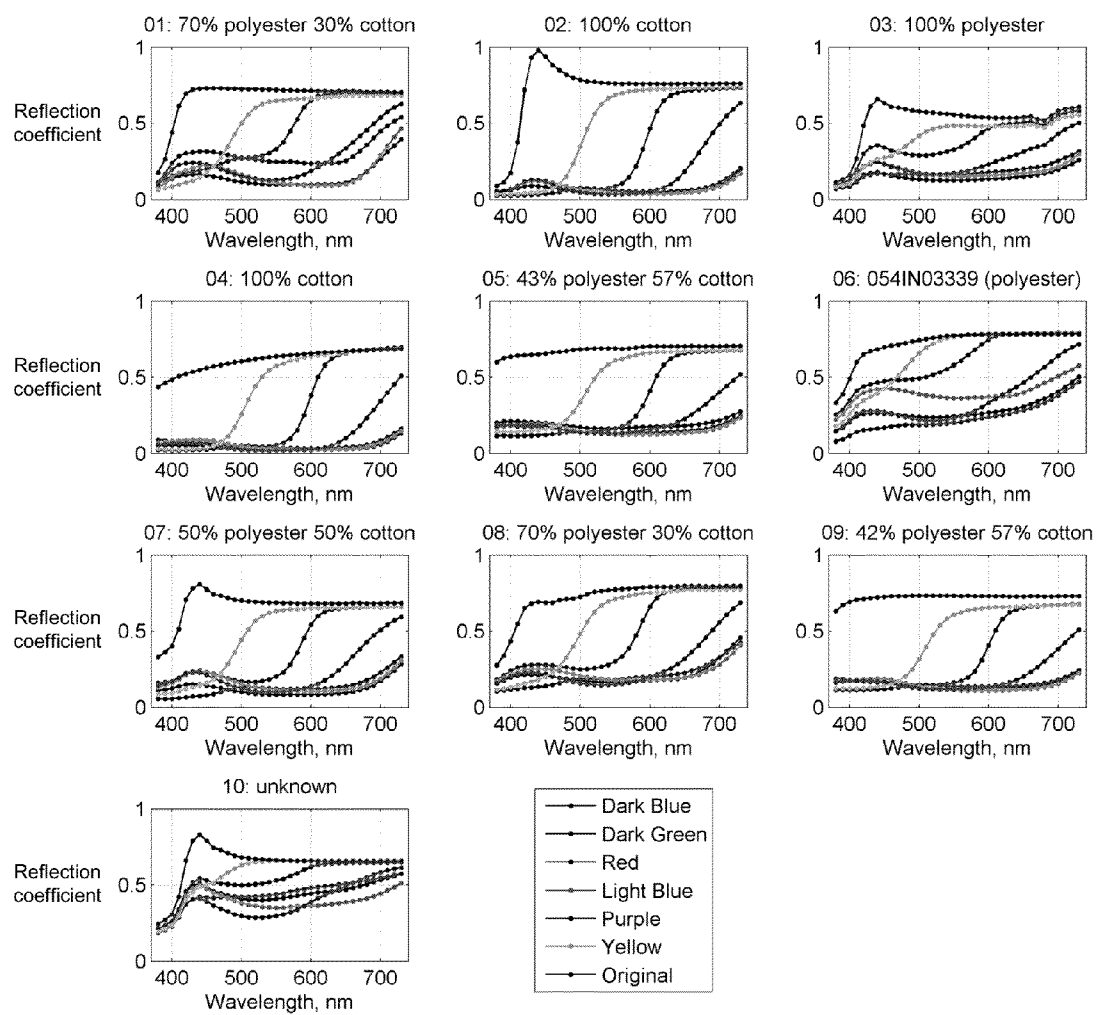 01: 70% polyester 30% cotton
02: 100% cotton
03: 100% polyester
Reflection
coefficient
1
0.5
0
400 500 600 700
Wavelength, nm
1
0.5
0
400 500 600 700
Wavelength, nm
1
0.5
0
400 500 600 700
Wavelength, nm
04: 100% cotton
05: 43% polyester 57% cotton
06: 054IN03339 (polyester)
Reflection
coefficient
1
0.5
0
400 500 600 700
Wavelength, nm
1
0.5
0
400 500 600 700
Wavelength, nm
1
0.5
0
400 500 600 700
Wavelength, nm
07: 50% polyester 50% cotton
08: 70% polyester 30% cotton
09: 42% polyester 57% cotton
Reflection
coefficient
1
0.5
0
400 500 600 700
Wavelength, nm
1
0.5
0
400 500 600 700
Wavelength, nm
1
0.5
0
400 500 600 700
Wavelength, nm
10: unknown
Reflection
coefficient
1
0.5
0
400 500 600 700
Wavelength, nm
Dark Blue
Dark Green
Red
Light Blue
Purple
Yellow
Original